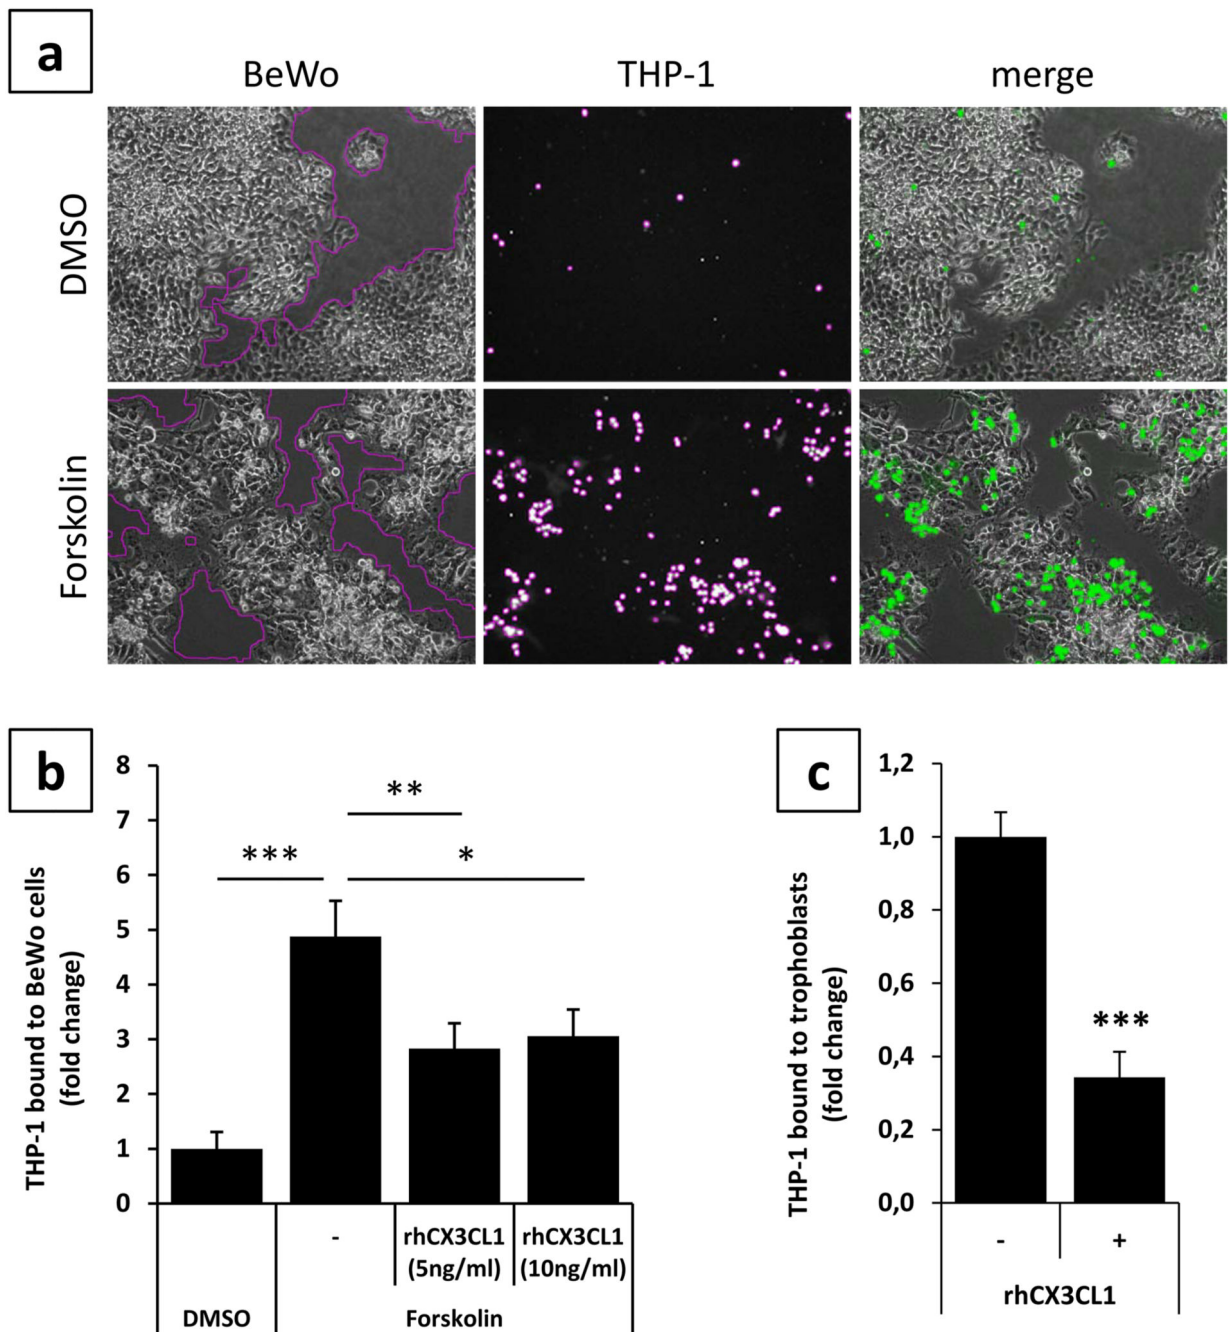 a
BeWo
THP-1
merge
DMSO
Forskolin
b
THP-1 bound to BeWo cells
(fold change)
8
7
6
5
4
3
2
1
0
***
**
*
-
rhCX3CL1
(5ng/ml)
rhCX3CL1
(10ng/ml)
DMSO
Forskolin
c
THP-1 bound to trophoblasts
(fold change)
1,2
1,0
0,8
0,6
0,4
0,2
0,0
***
-
+
rhCX3CL1